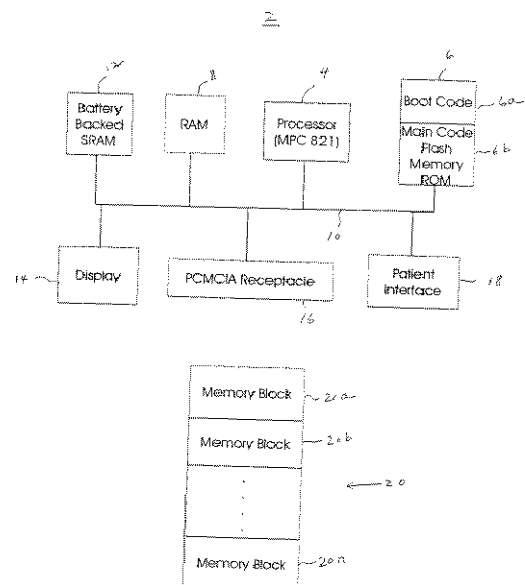 2
12
8
4
6
Battery
Backed
SRAM
RAM
Processor
(MPC 821)
Boot Code
6a
Main Code
Flash
Memory
ROM
6b
10
14
Display
PCMCIA Receptacle
16
Patient
Interface
18
Memory Block
20a
Memory Block
20b
20
Memory Block
20n